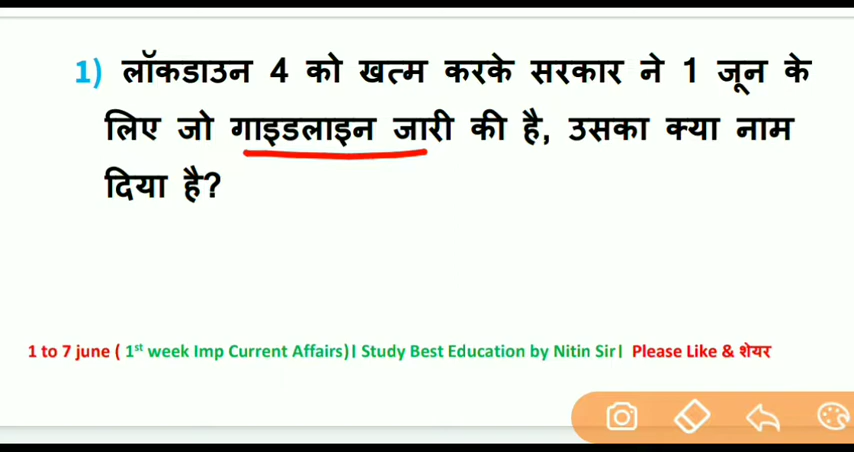 1) लॉकडाउन 4 को खत्म करके सरकार ने 1 जून के
लिए जो गाइडलाइन जारी की है, उसका क्या नाम
दिया है?
1 to 7 june ( 1st week Imp Current Affairs)। Study Best Education by Nitin Sir। Please Like & शेयर